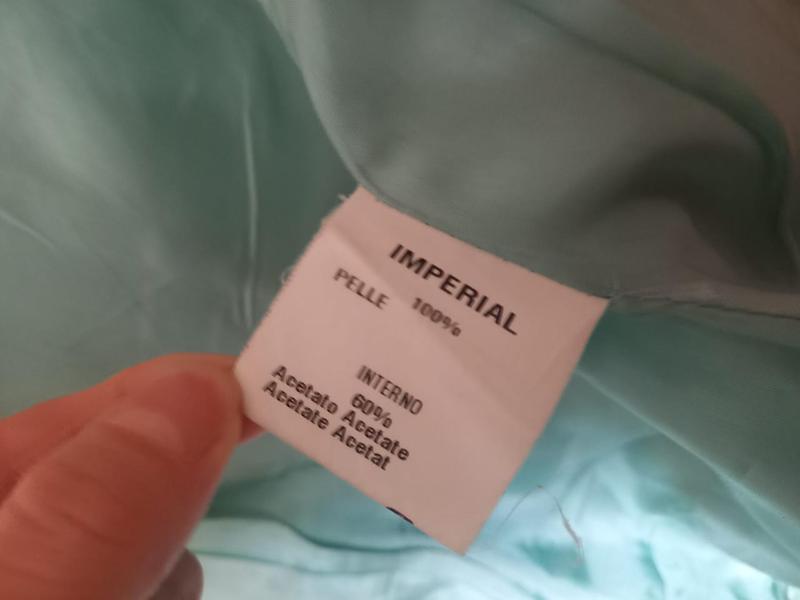 IMPERIAL
PELLE 100%
INTERNO
60%
Acetato Acetate
Acetate Acetat